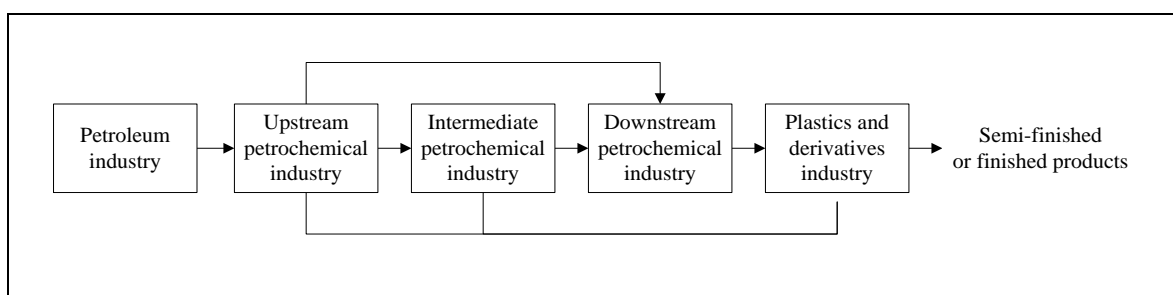 Petroleum
industry
Upstream
petrochemical
industry
Intermediate
petrochemical
industry
Downstream
petrochemical
industry
Plastics and
derivatives
industry
Semi-finished
or finished products